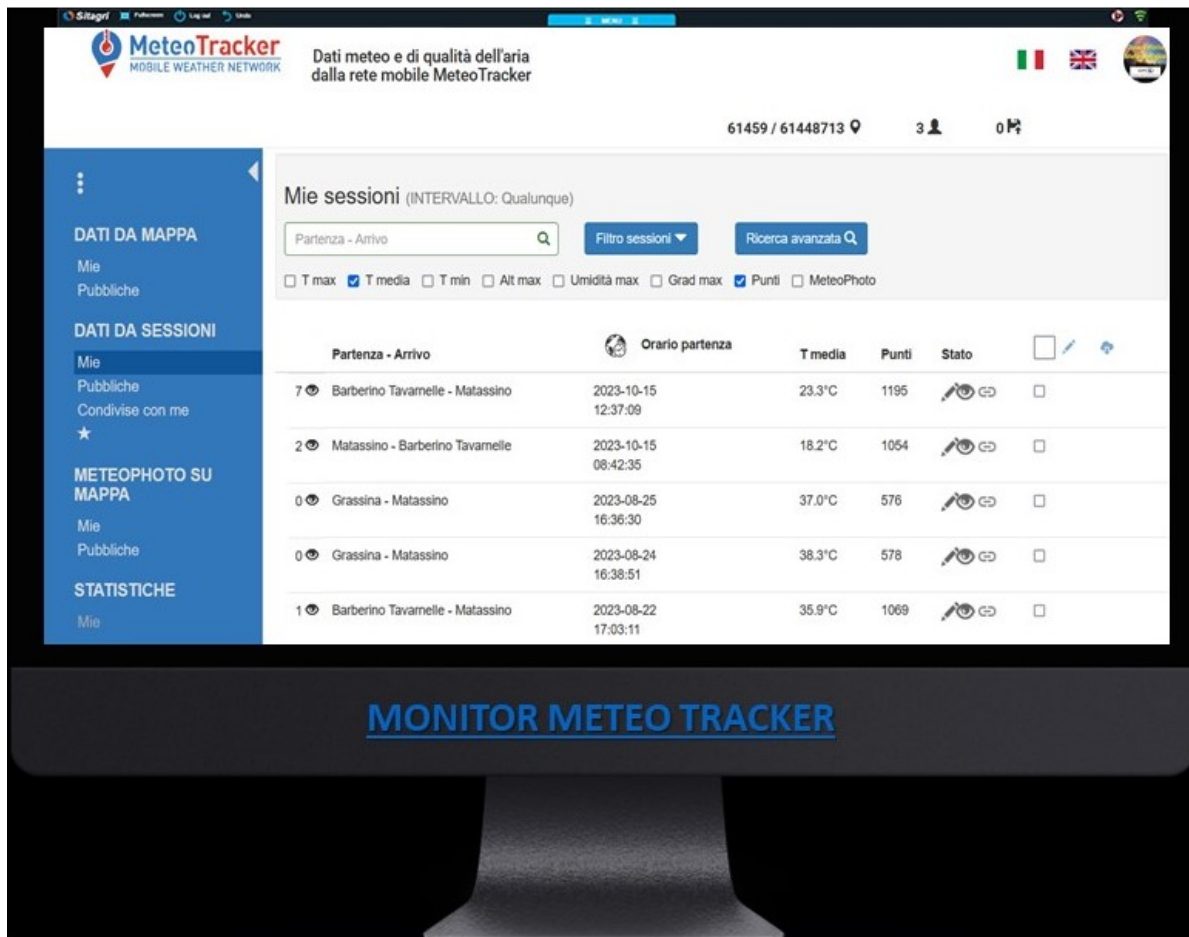 Sitagri Fullscreen Log out Undo
MENU
MeteoTracker
MOBILE WEATHER NETWORK
Dati meteo e di qualità dell'aria
dalla rete mobile MeteoTracker
61459 / 61448713 3 0
Mie sessioni (INTERVALLO: Qualunque)
Partenza - Arrivo Filtro sessioni Ricerca avanzata
T max T media T min Alt max Umidità max Grad max Punti MeteoPhoto
DATI DA MAPPA
Mie
Pubbliche
DATI DA SESSIONI
Mie
Pubbliche
Condivise con me
METEOPHOTO SU
MAPPA
Mie
Pubbliche
STATISTICHE
Mie
Partenza - Arrivo Orario partenza T media Punti Stato
7 Barberino Tavarnelle - Matassino 2023-10-15 23.3°C 1195
12:37:09
2 Matassino - Barberino Tavarnelle 2023-10-15 18.2°C 1054
08:42:35
0 Grassina - Matassino 2023-08-25 37.0°C 576
16:36:30
0 Grassina - Matassino 2023-08-24 38.3°C 578
16:38:51
1 Barberino Tavarnelle - Matassino 2023-08-22 35.9°C 1069
17:03:11
MONITOR METEO TRACKER